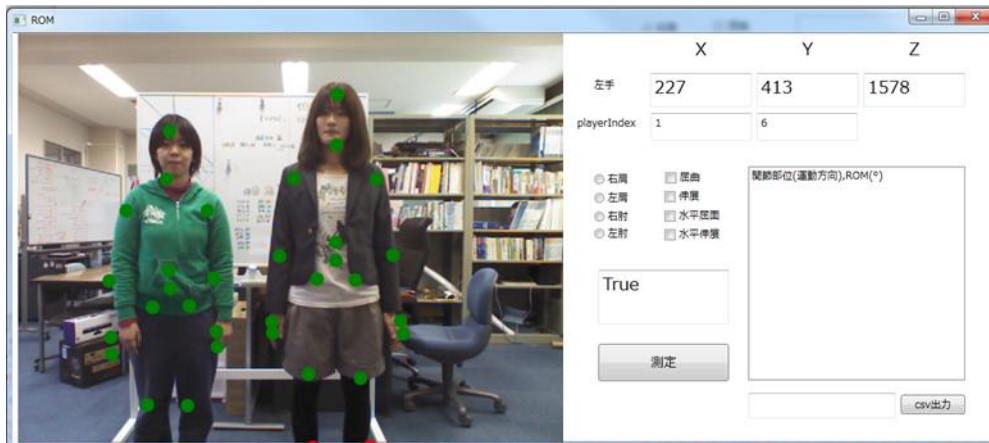 ROM
X Y Z
左手 227 413 1578
playerIndex 1 6
右肩
左肩
右肘
左肘
屈曲
伸展
水平屈曲
水平伸展
関節部位(運動方向),ROM(°)
True
測定
csv出力